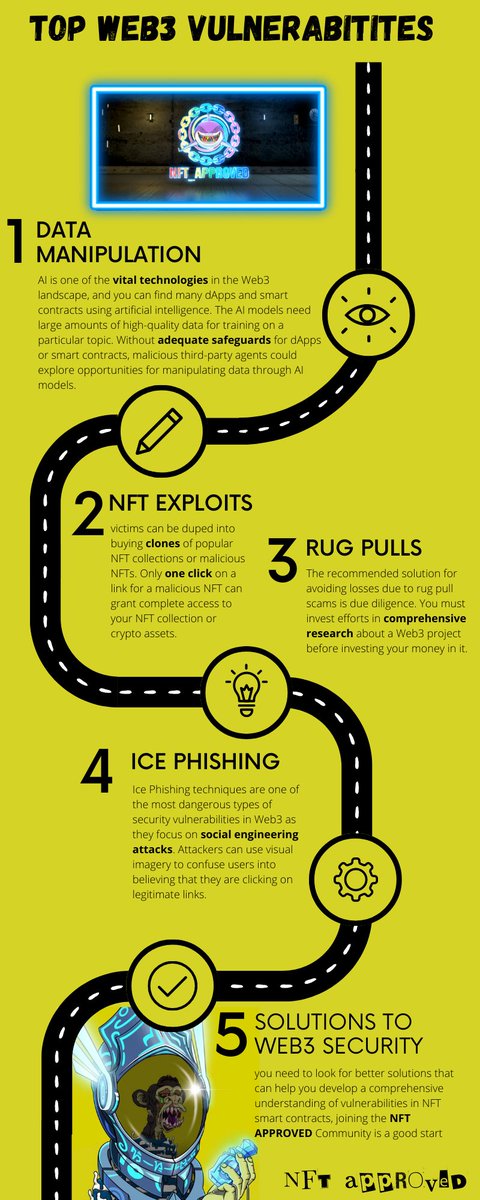 TOP WEB3 VULNERABITITES
NFT_APPROVED
1 DATA
MANIPULATION
AI is one of the vital technologies in the Web3
landscape, and you can find many dApps and smart
contracts using artificial intelligence. The AI models need
large amounts of high-quality data for training on a
particular topic. Without adequate safeguards for dApps
or smart contracts, malicious third-party agents could
explore opportunities for manipulating data through AI
models.
2 NFT EXPLOITS
victims can be duped into
buying clones of popular
NFT collections or malicious
NFTs. Only one click on a
link for a malicious NFT can
grant complete access to
your NFT collection or
crypto assets.
3 RUG PULLS
The recommended solution for
avoiding losses due to rug pull
scams is due diligence. You must
invest efforts in comprehensive
research about a Web3 project
before investing your money in it.
4 ICE PHISHING
Ice Phishing techniques are one of
the most dangerous types of
security vulnerabilities in Web3 as
they focus on social engineering
attacks. Attackers can use visual
imagery to confuse users into
believing that they are clicking on
legitimate links.
5 SOLUTIONS TO
WEB3 SECURITY
you need to look for better solutions that
can help you develop a comprehensive
understanding of vulnerabilities in NFT
smart contracts, joining the NFT
APPROVED Community is a good start
NFT APPROVED